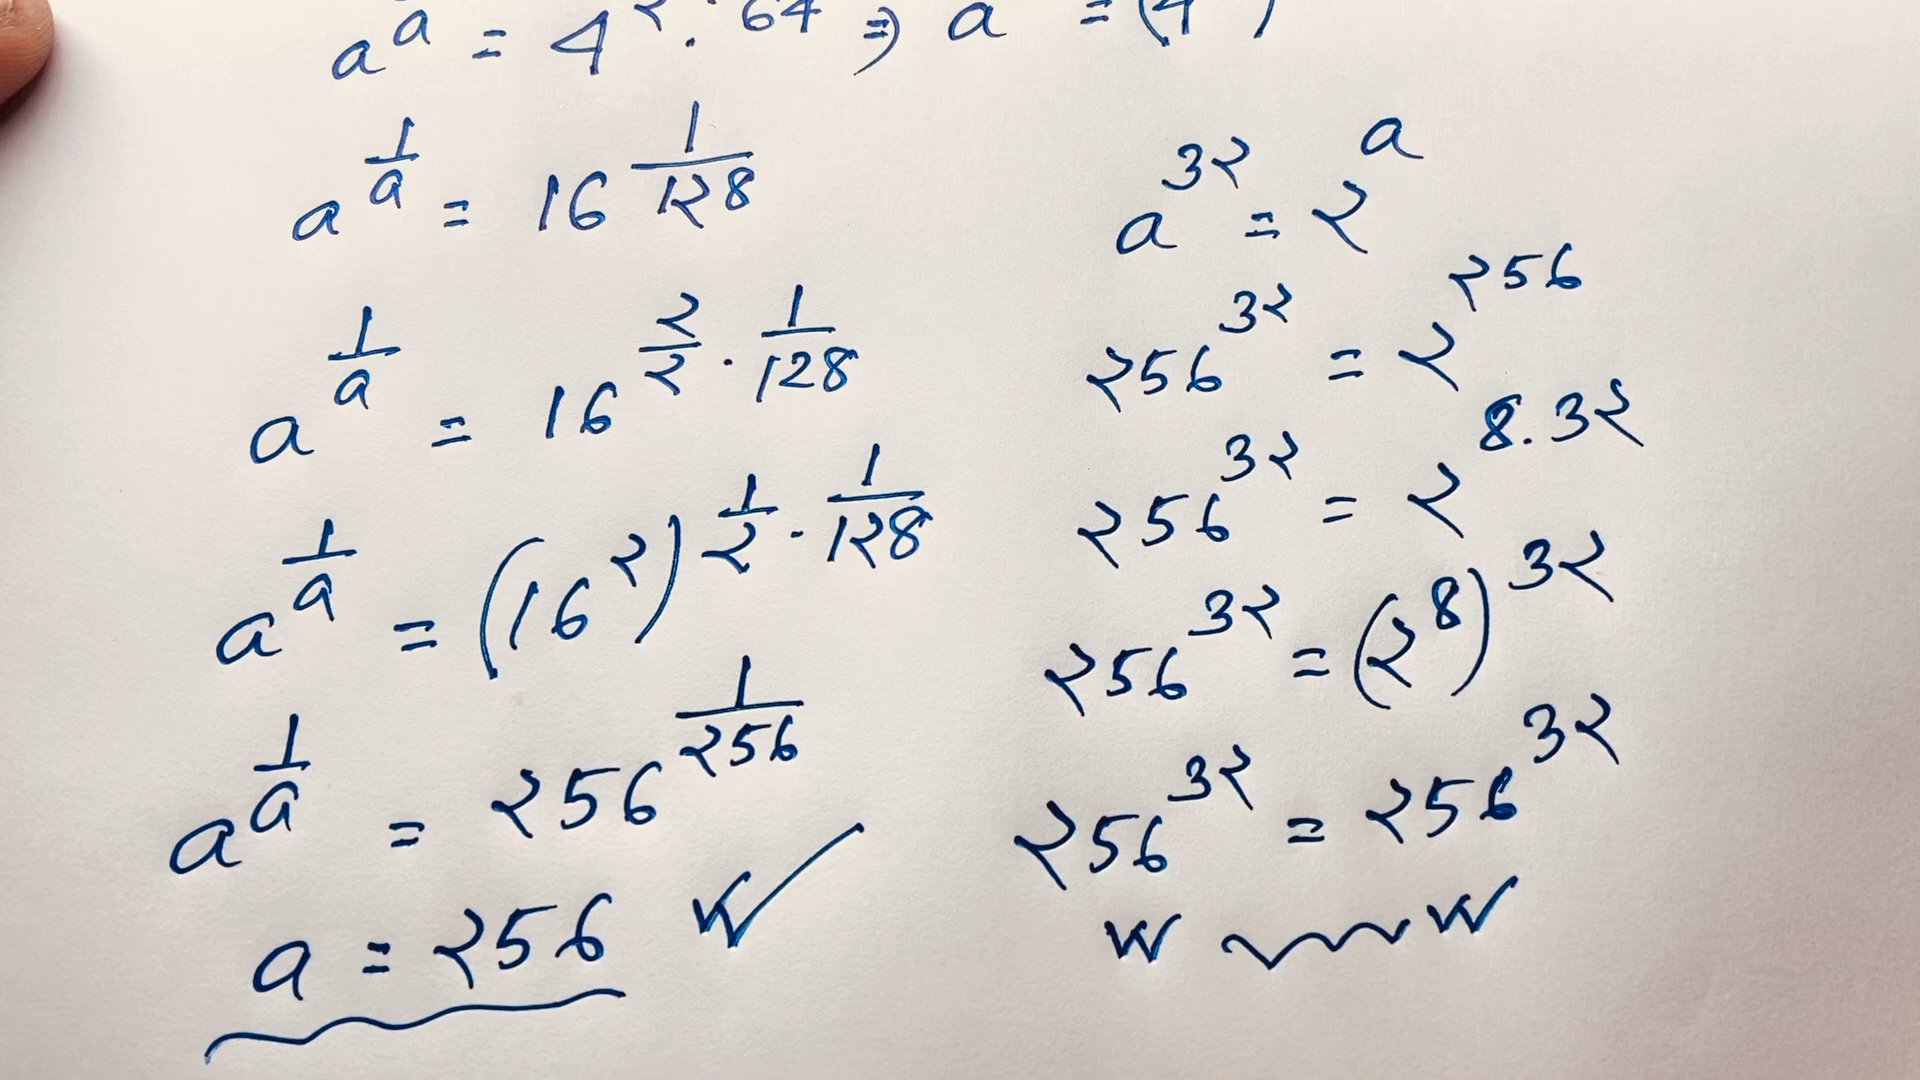 a^a = 4^2 · 64 ⇒ a = (4 )
a^(1/a) = 16^(1/128)
a^(1/a) = 16^(2/2 · 1/128)
a^(1/a) = (16^2)^(1/2 · 1/128)
a^(1/a) = 256^(1/256)
a = 256
a^32 = 2^a
256^32 = 2^256
256^32 = 2^(8.32)
256^32 = (2^8)^32
256^32 = 256^32